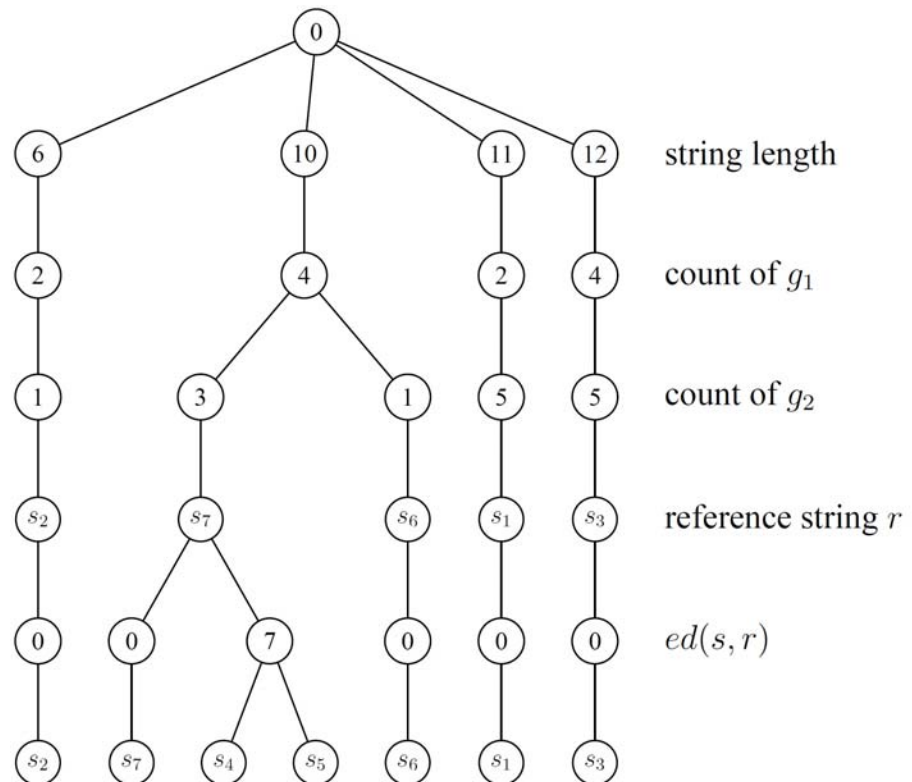 0
6 10 11 12 string length
2 4 2 4 count of g₁
1 3 1 5 5 count of g₂
s₂ s₇ s₆ s₁ s₃ reference string r
0 0 7 0 0 0 ed(s, r)
s₂ s₇ s₄ s₅ s₆ s₁ s₃